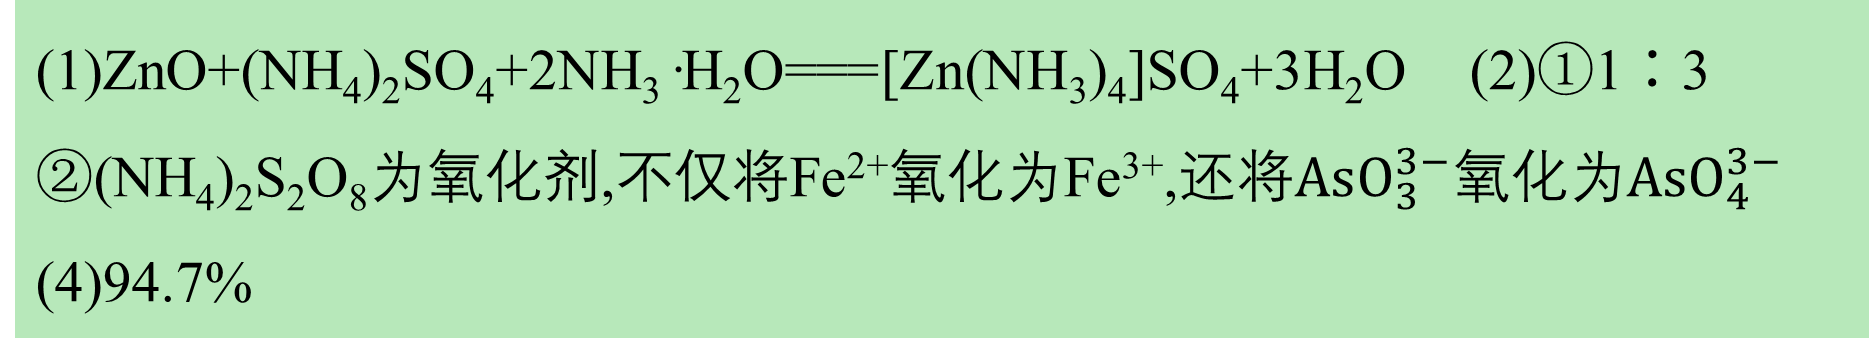 (1)ZnO+(NH₄)₂SO₄+2NH₃·H₂O===[Zn(NH₃)₄]SO₄+3H₂O (2)①1∶3
②(NH₄)₂S₂O₈为氧化剂,不仅将Fe²⁺氧化为Fe³⁺,还将AsO₃³⁻氧化为AsO₄³⁻
(4)94.7%